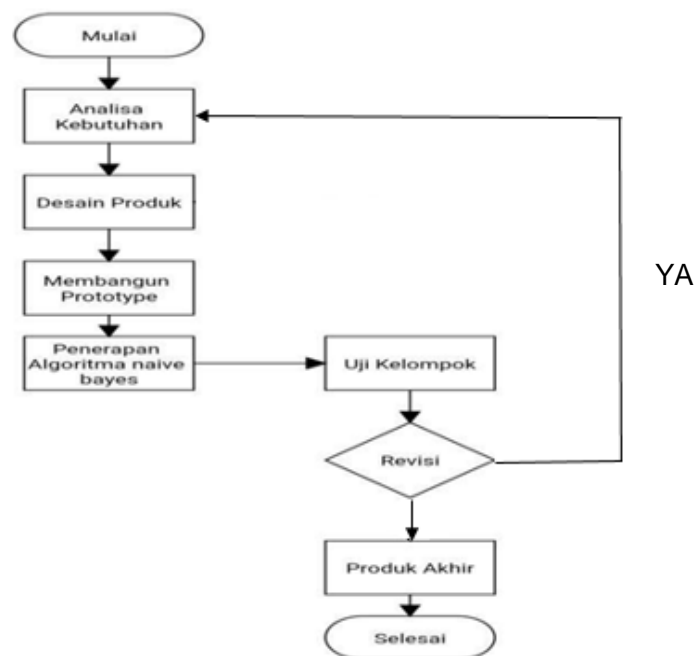 Mulai
Analisa
Kebutuhan
Desain Produk
YA
Membangun
Prototype
Penerapan
Algoritma naive
bayes
Uji Kelompok
Revisi
Produk Akhir
Selesai